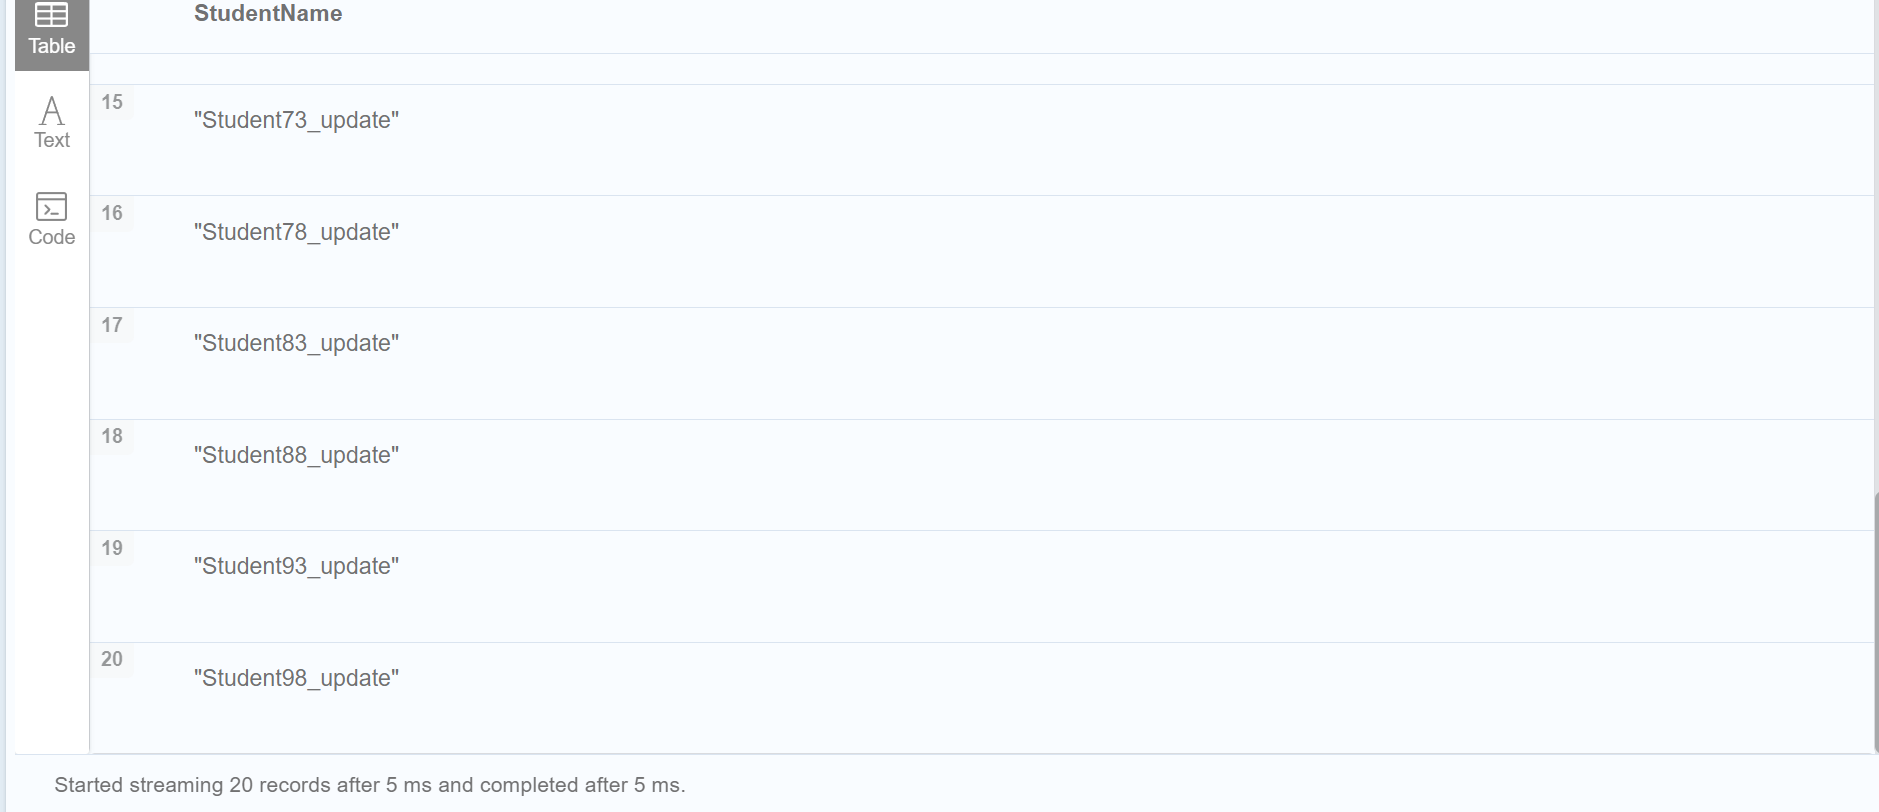 StudentName
Table
15
"Student73_update"
Text
16
"Student78_update"
Code
17
"Student83_update"
18
"Student88_update"
19
"Student93_update"
20
"Student98_update"
Started streaming 20 records after 5 ms and completed after 5 ms.